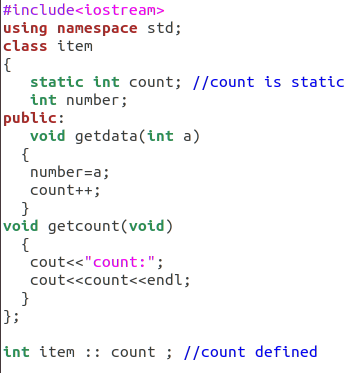 #include<iostream>
using namespace std;
class item
{
static int count; //count is static
int number;
public:
void getdata(int a)
{
number=a;
count++;
}
void getcount(void)
{
cout<<"count:";
cout<<count<<endl;
}
};
int item :: count ; //count defined